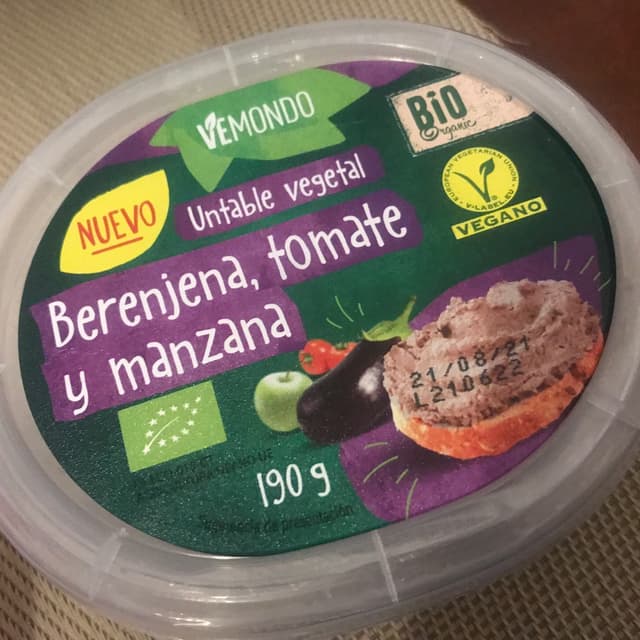 VEMONDO
BIO
Organic
NUEVO
Untable vegetal
EUROPEAN VEGETARIAN UNION
V-LABEL.EU
VEGANO
Berenjena, tomate
y manzana
21/08/21
L210622
190 g